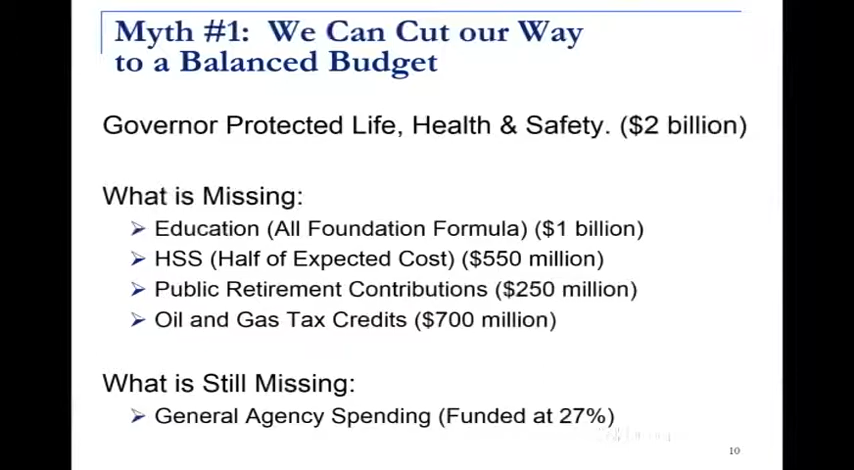 Myth #1: We Can Cut our Way
to a Balanced Budget
Governor Protected Life, Health & Safety. ($2 billion)
What is Missing:
➢ Education (All Foundation Formula) ($1 billion)
➢ HSS (Half of Expected Cost) ($550 million)
➢ Public Retirement Contributions ($250 million)
➢ Oil and Gas Tax Credits ($700 million)
What is Still Missing:
➢ General Agency Spending (Funded at 27%)
10